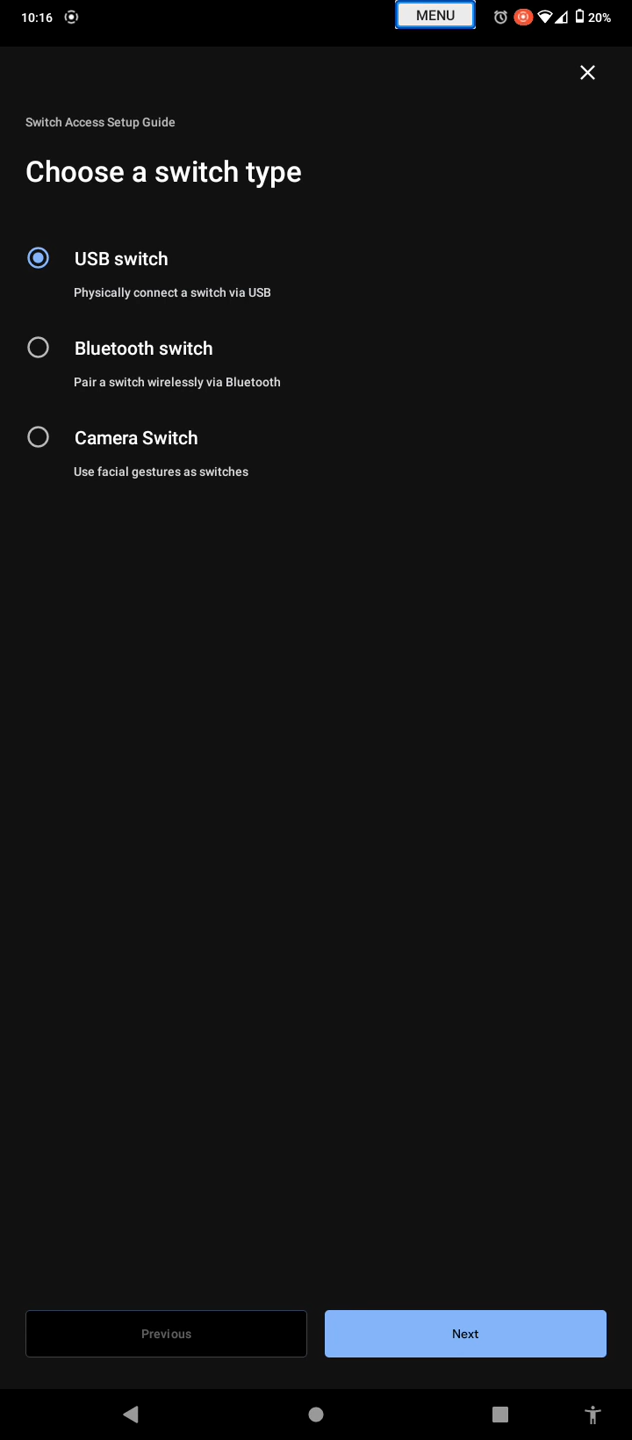 10:16
MENU
20%
Switch Access Setup Guide
Choose a switch type
USB switch
Physically connect a switch via USB
Bluetooth switch
Pair a switch wirelessly via Bluetooth
Camera Switch
Use facial gestures as switches
Previous
Next